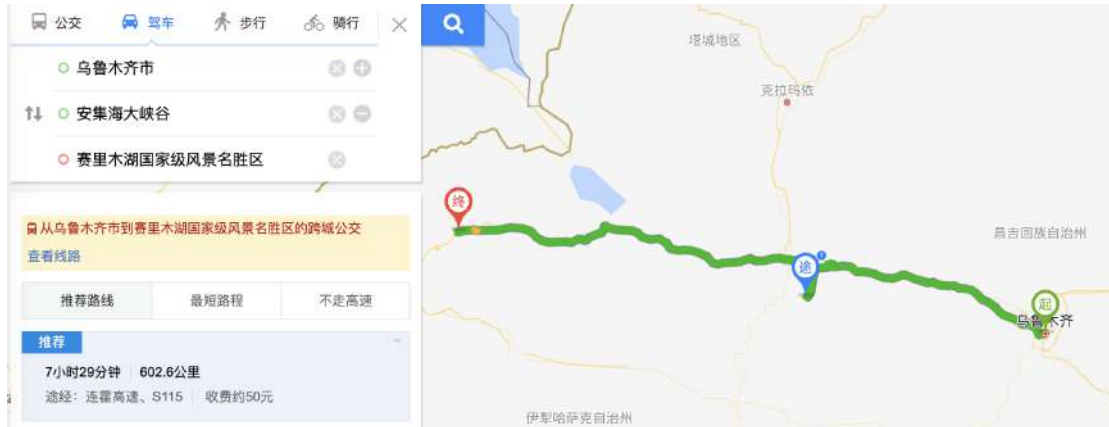 公交 驾车 步行 骑行
乌鲁木齐市
安集海大峡谷
赛里木湖国家级风景名胜区
从乌鲁木齐市到赛里木湖国家级风景名胜区的跨城公交
查看线路
推荐路线 最短路程 不走高速
推荐
7小时29分钟 602.6公里
途经：连霍高速、S115 收费约50元
塔城地区
克拉玛依
终
昌吉回族自治州
途
起
乌鲁木齐
伊犁哈萨克自治州